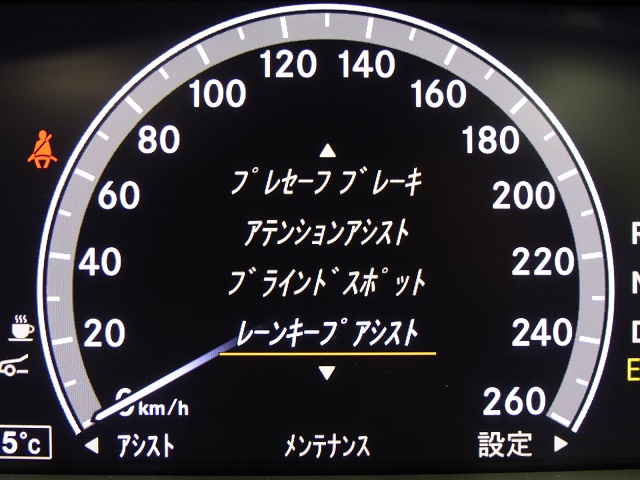 120 140
100 160
80 180
プレセーフブレーキ
60 200
アテンションアシスト
40 220
ブラインドスポット
20 240
レーンキープアシスト
0 km/h 260
5°C
アシスト メンテナンス 設定
E